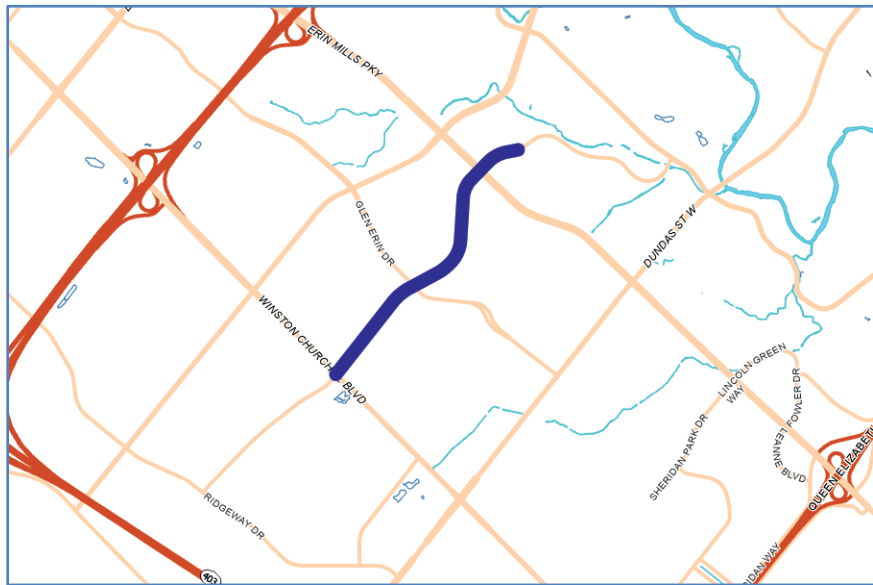 ERIN MILLS PKY
GLEN ERIN DR
DUNDAS ST W
WINSTON CHURCHILL BLVD
LINCOLN GREEN
WAY
LEANNE
FOWLER DR
BLVD
SHERIDAN PARK DR
QUEEN ELIZABETH
RIDGEWAY DR
RIDAN WAY
403